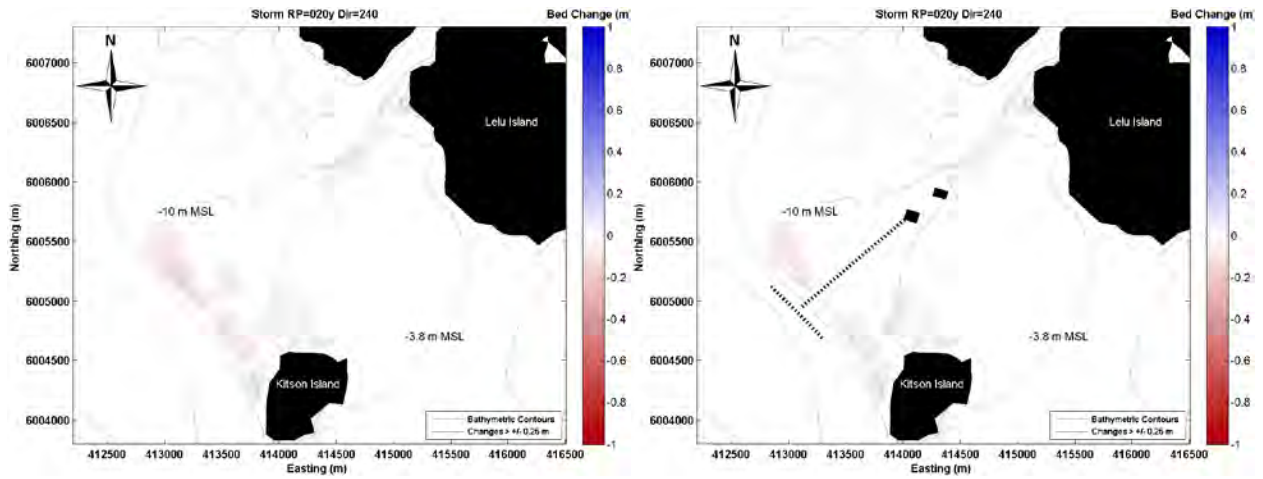 Storm RP=020y Dir=240
Bed Change (m)
N
6007000
6006500
6006000
6005500
6005000
6004500
6004000
Northing (m)
Lelu Island
-10 m MSL
-3.8 m MSL
Kitson Island
Bathymetric Contours
Changes > +/- 0.25 m
412500 413000 413500 414000 414500 415000 415500 416000 416500
Easting (m)
1
0.8
0.6
0.4
0.2
0
-0.2
-0.4
-0.6
-0.8
-1
Storm RP=020y Dir=240
Bed Change (m
N
6007000
6006500
6006000
6005500
6005000
6004500
6004000
Northing (m)
Lelu Island
-10 m MSL
-3.8 m MSL
Kitson Island
Bathymetric Contours
Changes > +/- 0.25 m
412500 413000 413500 414000 414500 415000 415500 416000 416500
Easting (m)
1
0.8
0.6
0.4
0.2
0
-0.2
-0.4
-0.6
-0.8
-1